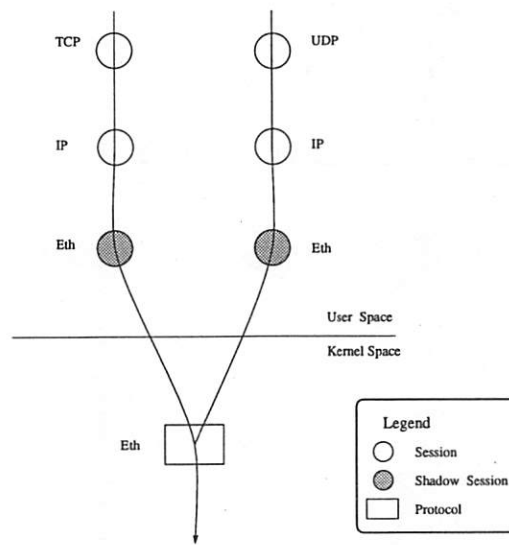 TCP
UDP
IP
IP
Eth
Eth
User Space
Kernel Space
Eth
Legend
Session
Shadow Session
Protocol